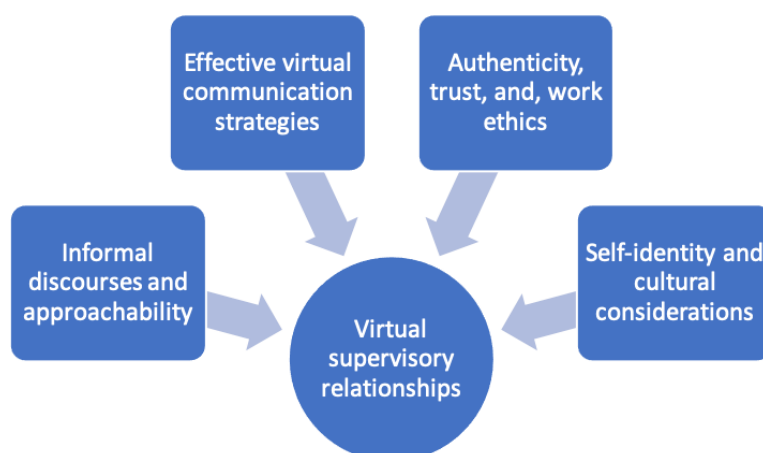 Effective virtual
communication
strategies
Authenticity,
trust, and, work
ethics
Informal
discourses and
approachability
Self-identity and
cultural
considerations
Virtual
supervisory
relationships